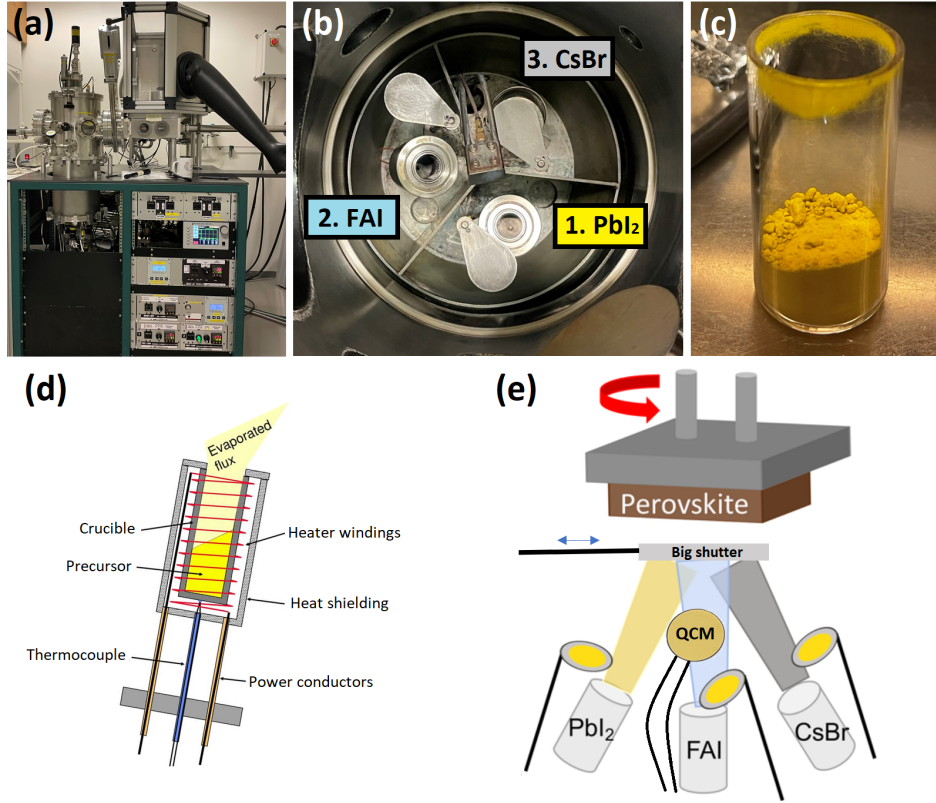 (a)
(b)
(c)
3. CsBr
2. FAI
1. PbI₂
(d)
Evaporated
flux
Crucible
Precursor
Thermocouple
Heater windings
Heat shielding
Power conductors
(e)
Perovskite
Big shutter
QCM
PbI₂
FAI
CsBr